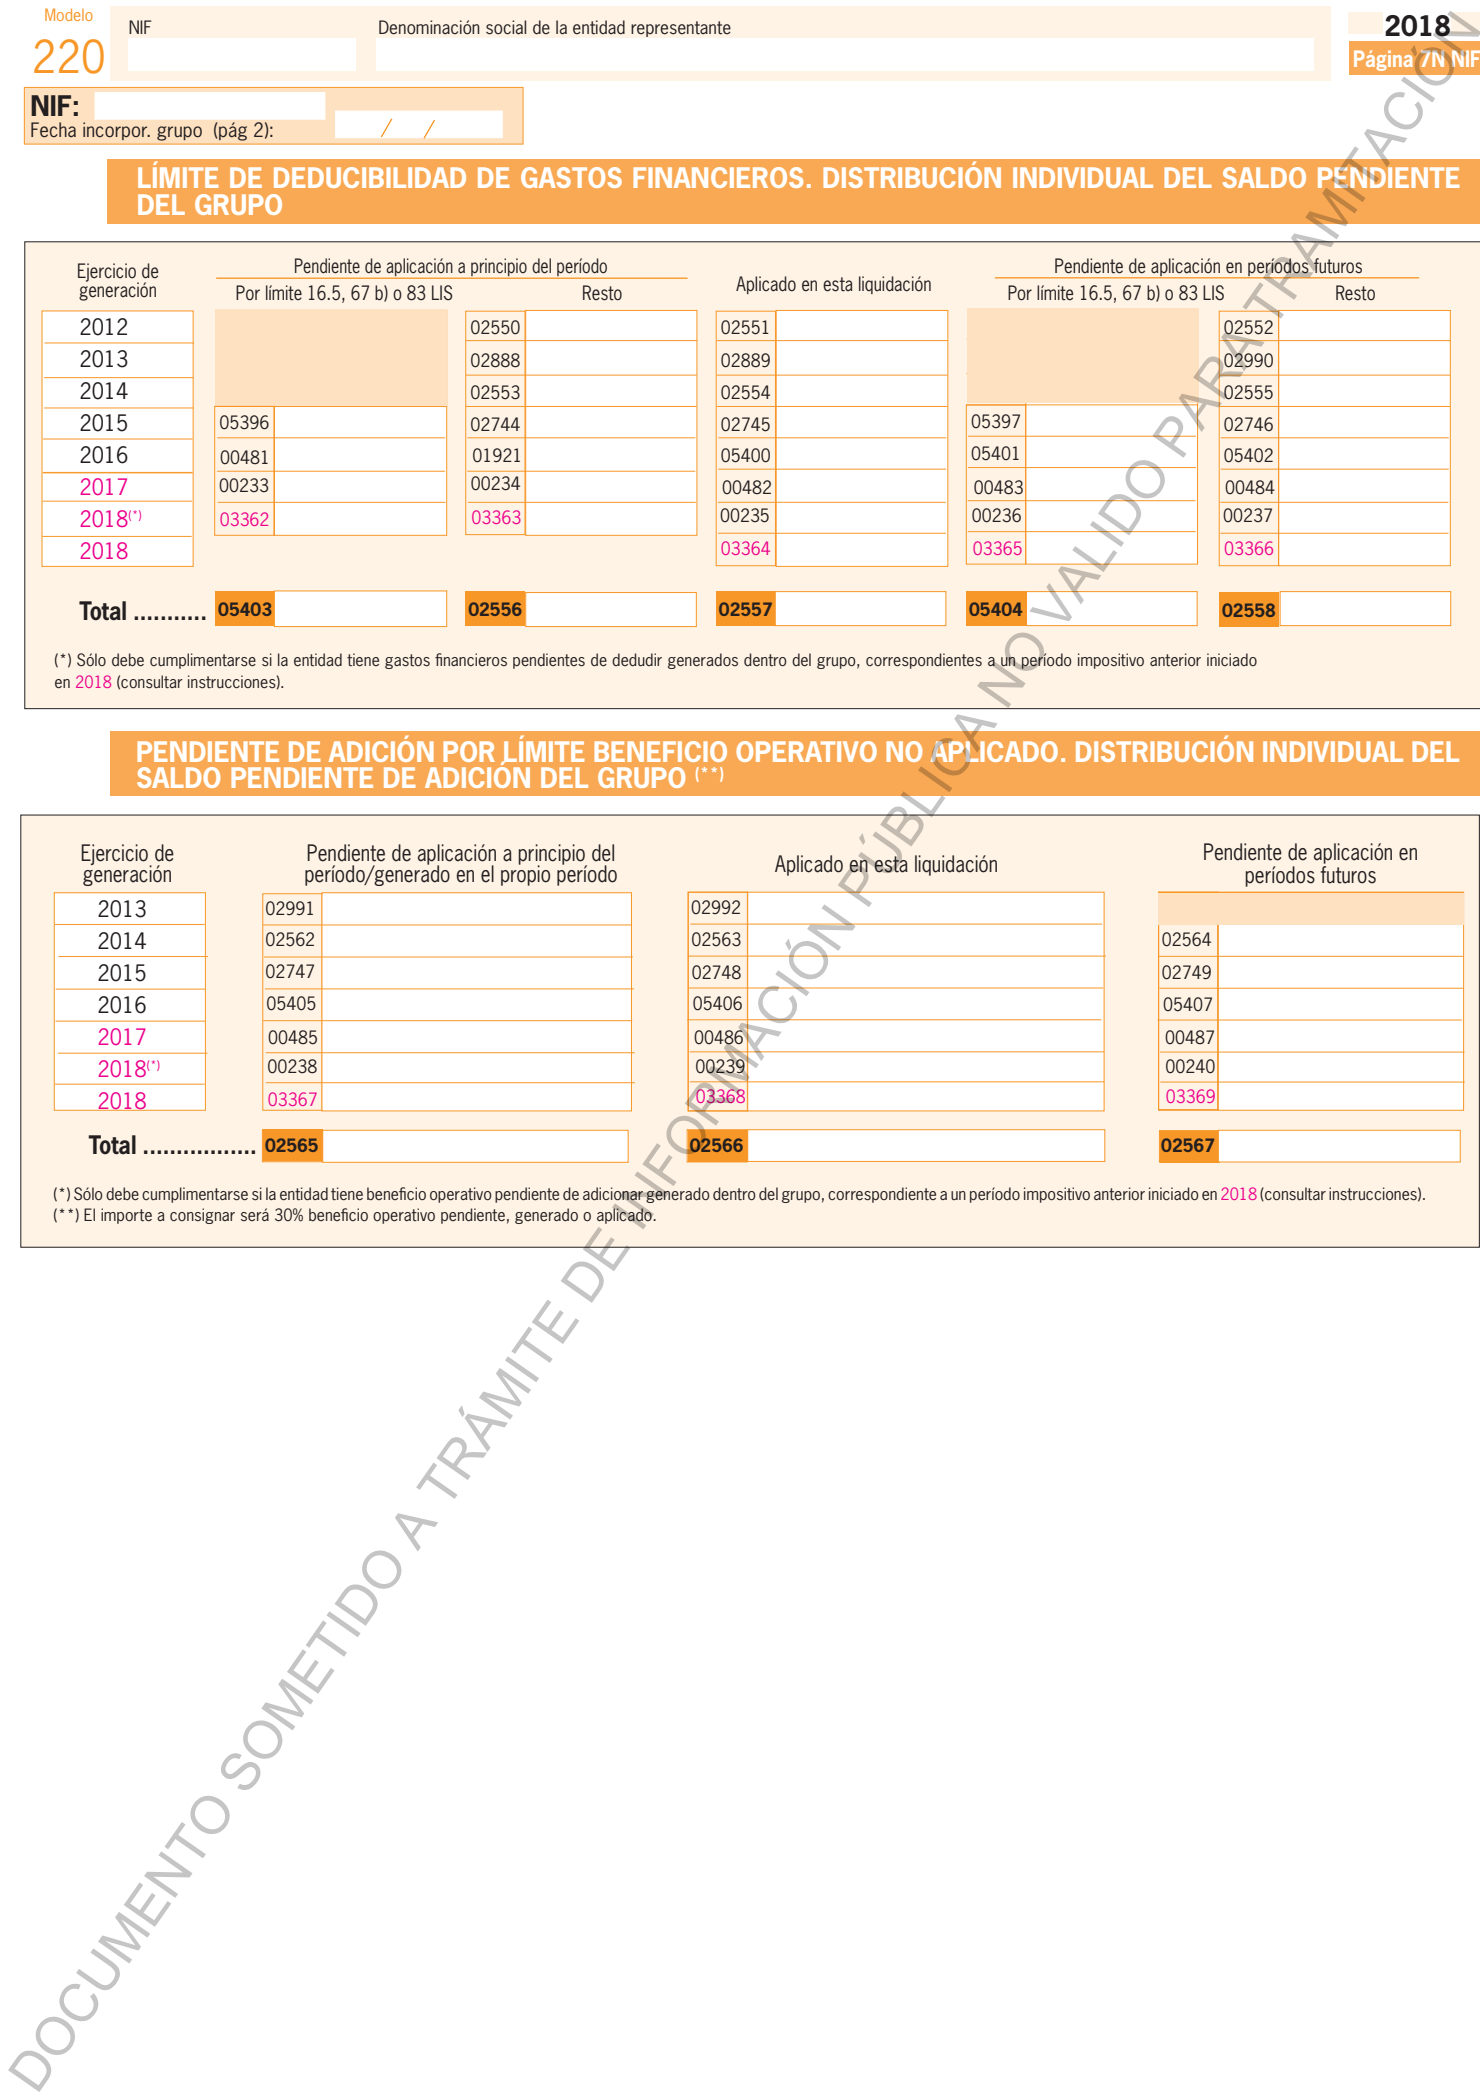 Modelo
220
NIF
Denominación social de la entidad representante
2018
Página 7N NIF
NIF:
Fecha incorpor. grupo (pág 2): / /
LÍMITE DE DEDUCIBILIDAD DE GASTOS FINANCIEROS. DISTRIBUCIÓN INDIVIDUAL DEL SALDO PENDIENTE
DEL GRUPO
Ejercicio de generación
Pendiente de aplicación a principio del período
Por límite 16.5, 67 b) o 83 LIS Resto
Aplicado en esta liquidación
Pendiente de aplicación en períodos futuros
Por límite 16.5, 67 b) o 83 LIS Resto
2012 02550 02551 02552
2013 02888 02889 02990
2014 02553 02554 02555
2015 05396 02744 02745 05397 02746
2016 00481 01921 05400 05401 05402
2017 00233 00234 00482 00483 00484
2018(*) 03362 03363 00235 00236 00237
2018 03364 03365 03366
Total ........... 05403 02556 02557 05404 02558
(*) Sólo debe cumplimentarse si la entidad tiene gastos financieros pendientes de dedudir generados dentro del grupo, correspondientes a un período impositivo anterior iniciado
en 2018 (consultar instrucciones).
PENDIENTE DE ADICIÓN POR LÍMITE BENEFICIO OPERATIVO NO APLICADO. DISTRIBUCIÓN INDIVIDUAL DEL
SALDO PENDIENTE DE ADICIÓN DEL GRUPO (**)
Ejercicio de generación
Pendiente de aplicación a principio del
período/generado en el propio período
Aplicado en esta liquidación
Pendiente de aplicación en
períodos futuros
2013 02991 02992
2014 02562 02563 02564
2015 02747 02748 02749
2016 05405 05406 05407
2017 00485 00486 00487
2018(*) 00238 00239 00240
2018 03367 03368 03369
Total ................. 02565 02566 02567
(*) Sólo debe cumplimentarse si la entidad tiene beneficio operativo pendiente de adicionar generado dentro del grupo, correspondiente a un período impositivo anterior iniciado en 2018 (consultar instrucciones).
(**) El importe a consignar será 30% beneficio operativo pendiente, generado o aplicado.
DOCUMENTO SOMETIDO A TRÁMITE DE INFORMACIÓN PÚBLICA NO VALIDO PARA TRAMITACIÓN